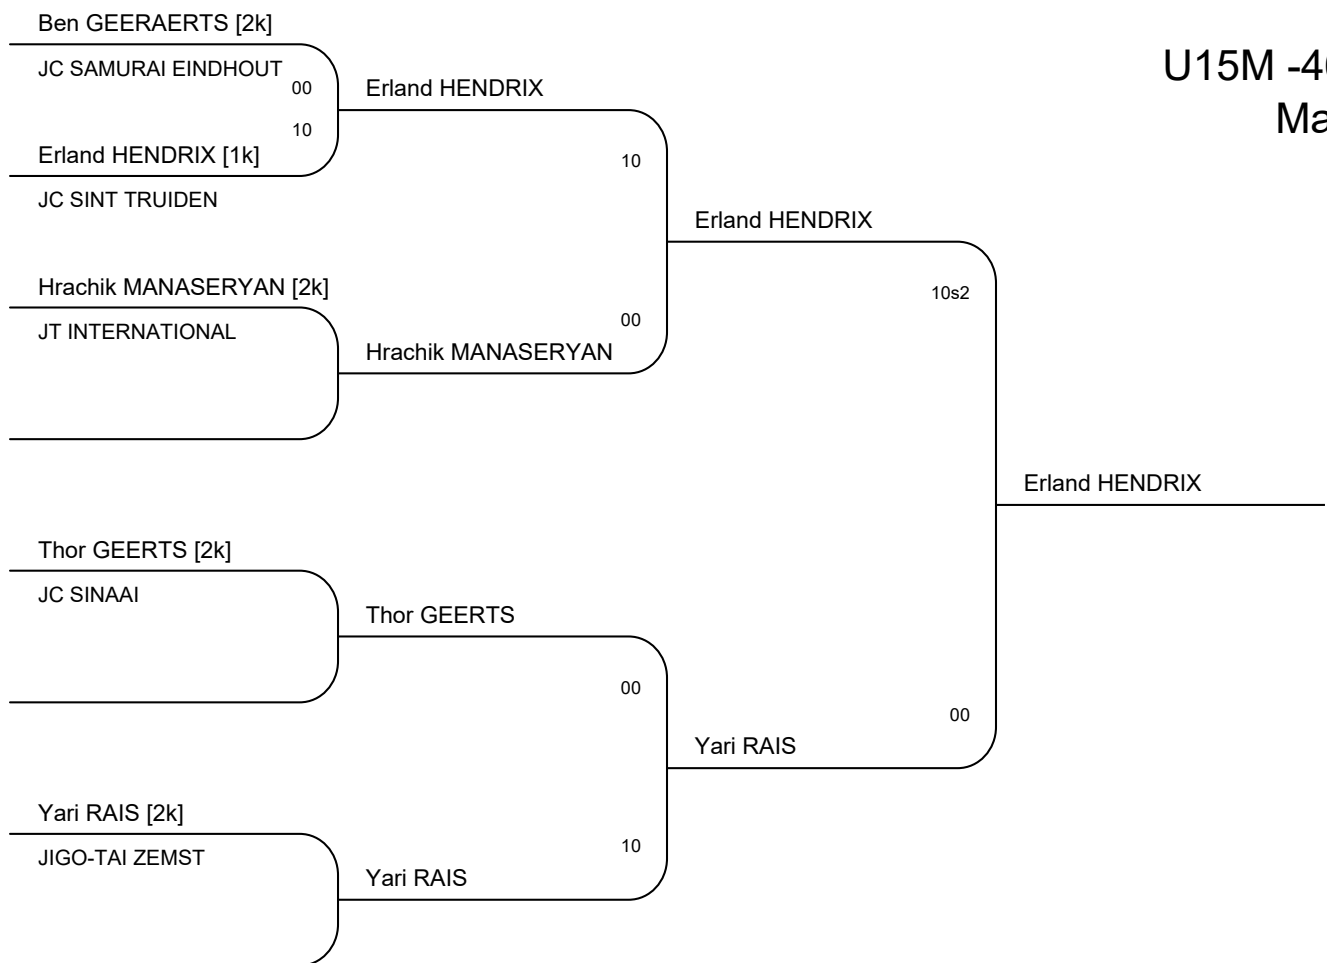 Ben GEERAERTS [2k]
JC SAMURAI EINDHOUT
00
10
Erland HENDRIX [1k]
JC SINT TRUIDEN
Hrachik MANASERYAN [2k]
JT INTERNATIONAL
Thor GEERTS [2k]
JC SINAAI
Yari RAIS [2k]
JIGO-TAI ZEMST
Erland HENDRIX
10
00
Hrachik MANASERYAN
Thor GEERTS
00
10
Yari RAIS
Erland HENDRIX
10s2
00
Yari RAIS
Erland HENDRIX
U15M